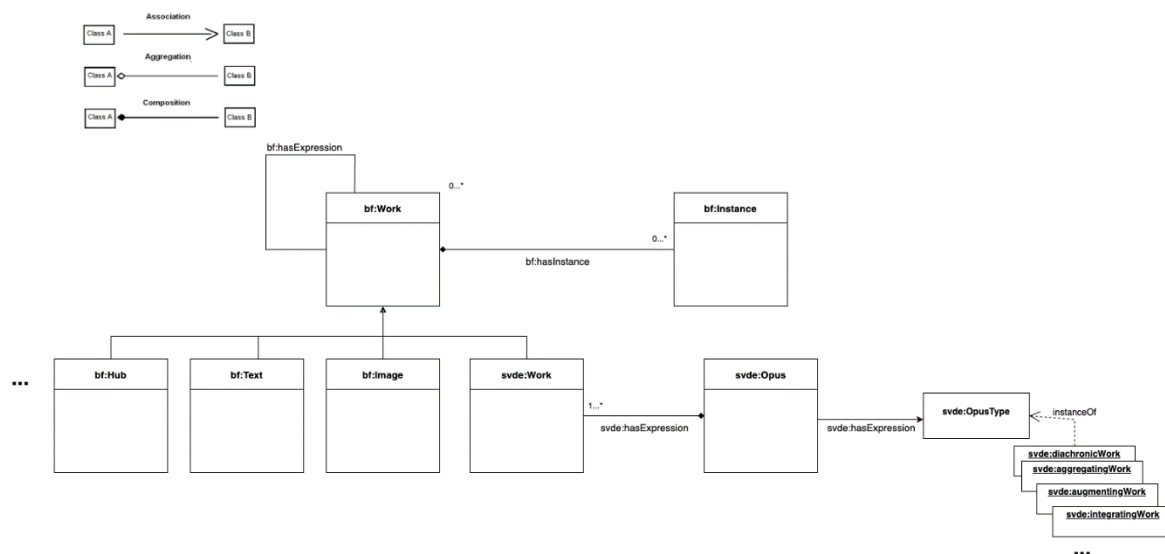 Association
Class A
Class B
Aggregation
Class A
Class B
Composition
Class A
Class B
bf:hasExpression
0...*
bf:Work
bf:Instance
0...*
bf:hasInstance
...
bf:Hub
bf:Text
bf:Image
svde:Work
svde:Opus
1...*
svde:hasExpression
svde:hasExpression
svde:OpusType
instanceOf
svde:diachronicWork
svde:aggregatingWork
svde:augmentingWork
svde:integratingWork
...